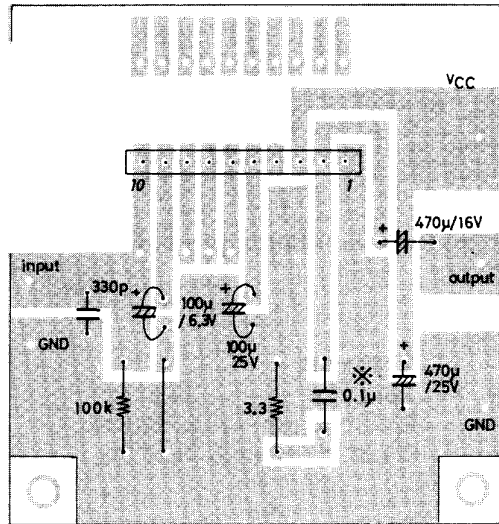 VCC
10
1
+
470μ/16V
input
output
330p
+
100μ
/6.3V
+
100μ
25V
GND
※
0.1μ
+
470μ
/25V
100k
3.3
GND